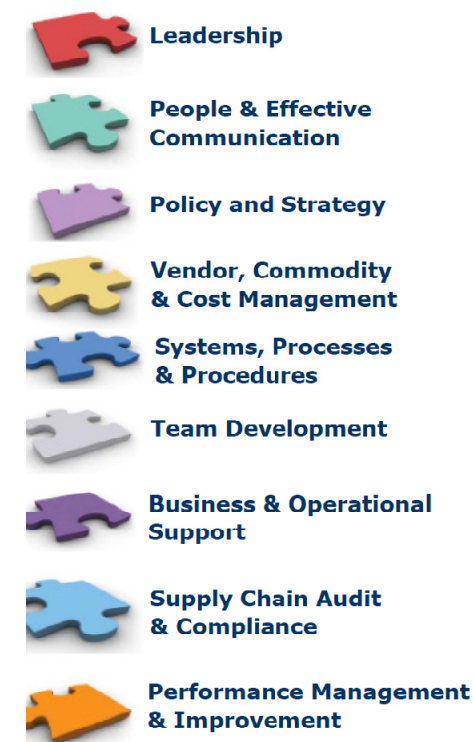 Leadership
People & Effective
Communication
Policy and Strategy
Vendor, Commodity
& Cost Management
Systems, Processes
& Procedures
Team Development
Business & Operational
Support
Supply Chain Audit
& Compliance
Performance Management
& Improvement